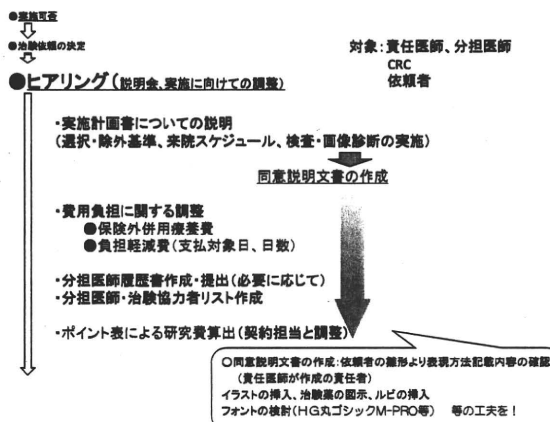 ●実施可否
●治験依頼の決定
●ヒアリング(説明会、実施に向けての調整)
対象:責任医師、分担医師
CRC
依頼者
・実施計画書についての説明
(選択・除外基準、来院スケジュール、検査・画像診断の実施)
同意説明文書の作成
・費用負担に関する調整
●保険外併用療養費
●負担軽減費(支払対象日、日数)
・分担医師履歴書作成・提出(必要に応じて)
・分担医師・治験協力者リスト作成
・ポイント表による研究費算出(契約担当と調整)
○同意説明文書の作成:依頼者の雛形より表現方法記載内容の確認
(責任医師が作成の責任者)
イラストの挿入、治験薬の図示、ルビの挿入
フォントの検討(HG丸ゴシックM-PRO等) 等の工夫を!